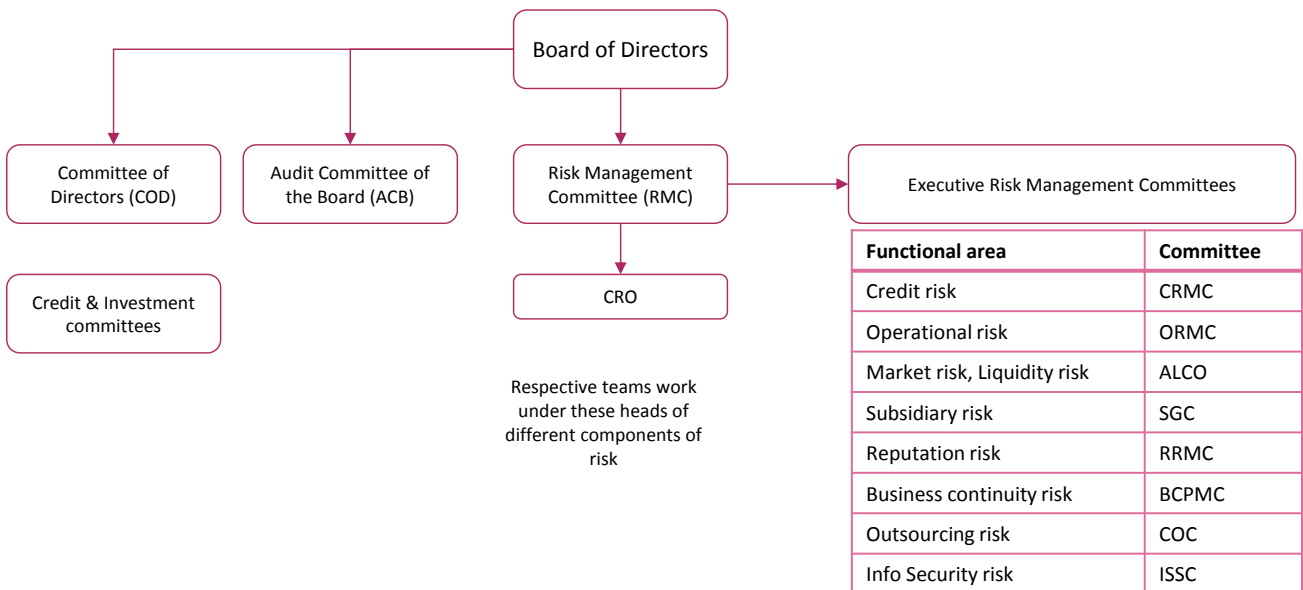 Board of Directors
Committee of
Directors (COD)
Audit Committee of
the Board (ACB)
Risk Management
Committee (RMC)
Executive Risk Management Committees
Credit & Investment
committees
CRO
Respective teams work
under these heads of
different components of
risk
Functional area Committee
Credit risk CRMC
Operational risk ORMC
Market risk, Liquidity risk ALCO
Subsidiary risk SGC
Reputation risk RRMC
Business continuity risk BCPMC
Outsourcing risk COC
Info Security risk ISSC